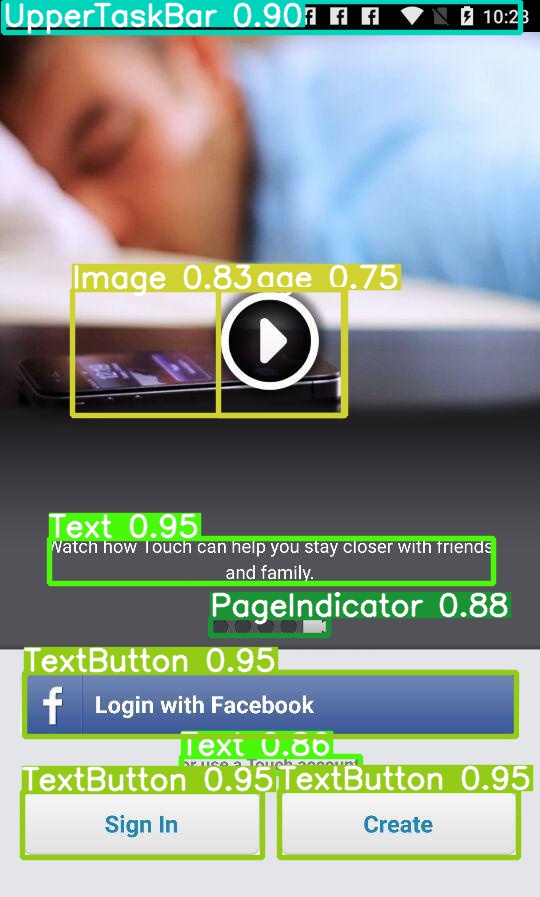 UpperTaskBar 0.90
10:23
Image 0.83
age 0.75
Text 0.95
Watch how Touch can help you stay closer with friends
and family.
PageIndicator 0.88
TextButton 0.95
f Login with Facebook
Text 0.86
or use a Touch account
TextButton 0.95
TextButton 0.95
Sign In
Create